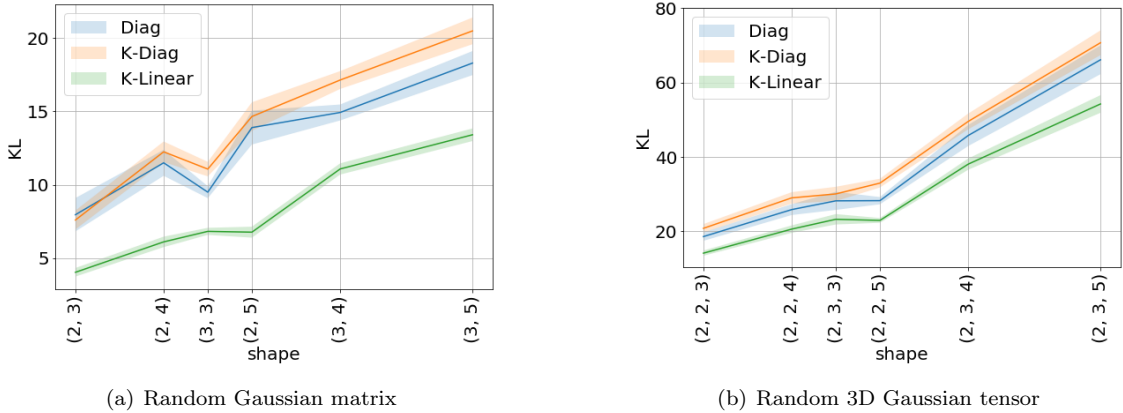 Diag
K-Diag
K-Linear
20
15
10
5
KL
(2, 3)
(2, 4)
(3, 3)
(2, 5)
(3, 4)
(3, 5)
shape
(a) Random Gaussian matrix
Diag
K-Diag
K-Linear
80
60
40
20
KL
(2, 2, 3)
(2, 2, 4)
(2, 3, 3)
(2, 2, 5)
(2, 3, 4)
(2, 3, 5)
shape
(b) Random 3D Gaussian tensor